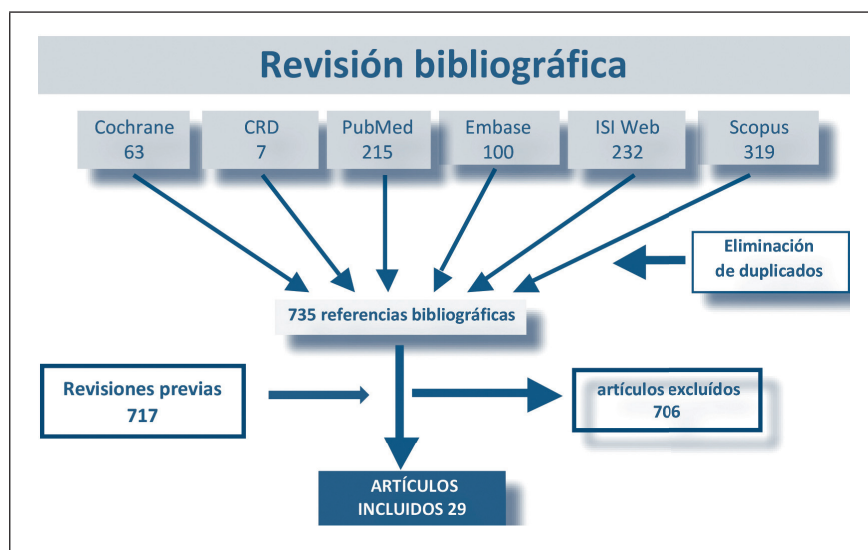 Revisión bibliográfica
Cochrane
63
CRD
7
PubMed
215
Embase
100
ISI Web
232
Scopus
319
Eliminación
de duplicados
735 referencias bibliográficas
Revisiones previas
717
artículos excluídos
706
ARTÍCULOS
INCLUIDOS 29